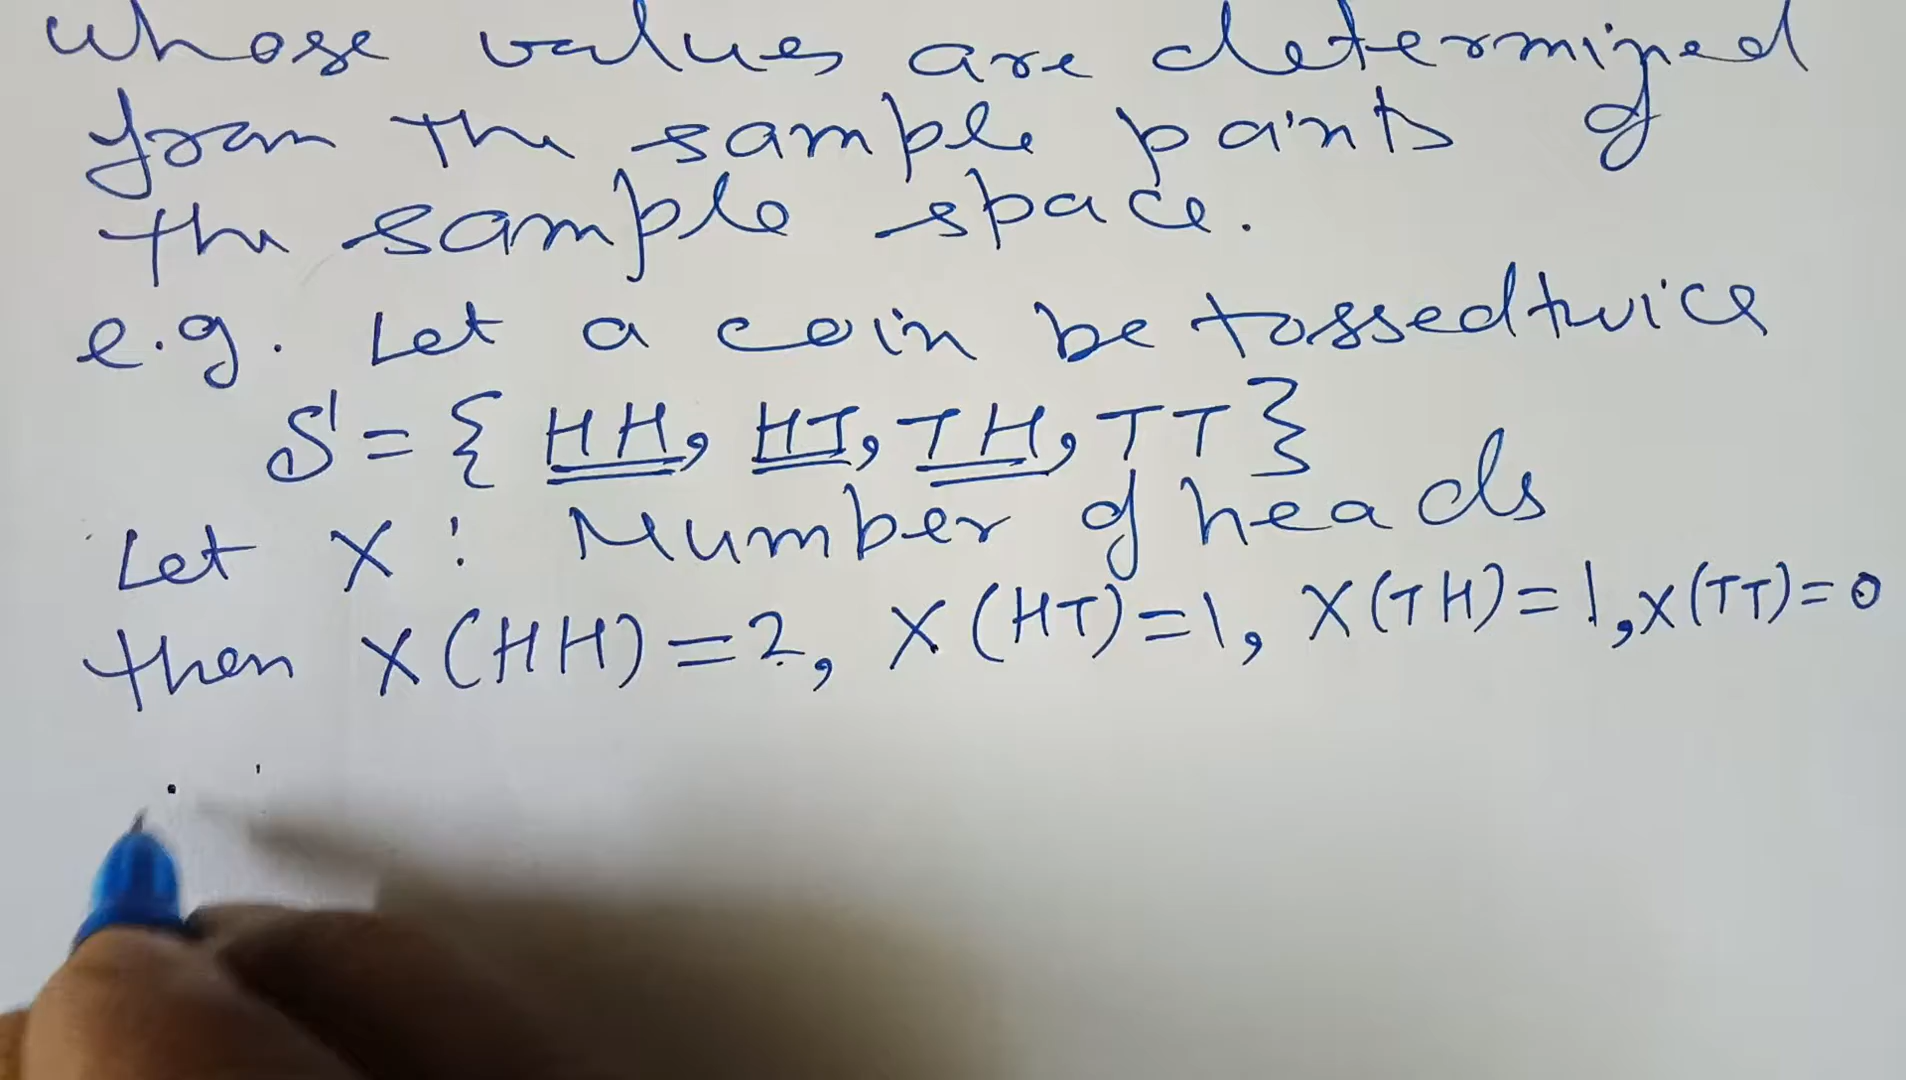 whose values are determined
from the sample points of
the sample space.
e.g. Let a coin be tossed twice
S = { HH, HT, TH, TT }
Let X : Number of heads
then X(HH) = 2, X(HT) = 1, X(TH) = 1, X(TT) = 0